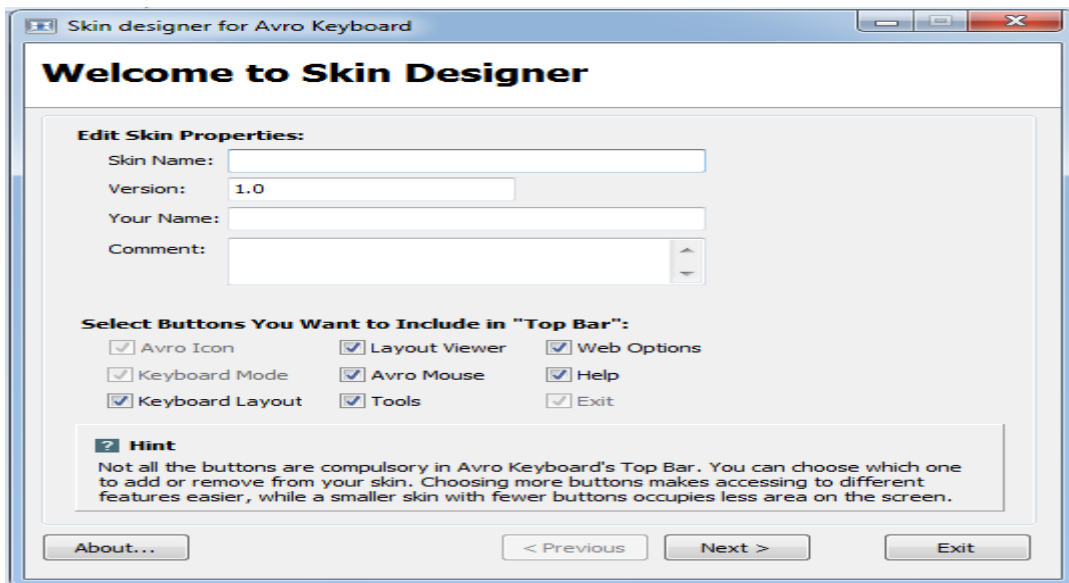 Skin designer for Avro Keyboard
Welcome to Skin Designer
Edit Skin Properties:
Skin Name:
Version: 1.0
Your Name:
Comment:
Select Buttons You Want to Include in "Top Bar":
Avro Icon Layout Viewer Web Options
Keyboard Mode Avro Mouse Help
Keyboard Layout Tools Exit
? Hint
Not all the buttons are compulsory in Avro Keyboard's Top Bar. You can choose which one
to add or remove from your skin. Choosing more buttons makes accessing to different
features easier, while a smaller skin with fewer buttons occupies less area on the screen.
About... < Previous Next > Exit